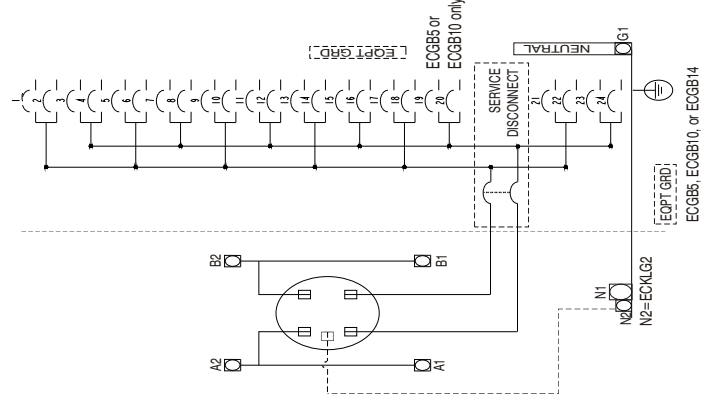 1
2
3
4
5
6
7
8
9
10
11
12
13
14
15
16
17
18
19
20
21
22
23
24
EQPT GRD
ECGB5 or
ECGB10 only
SERVICE
DISCONNECT
NEUTRAL
G1
EQPT GRD
ECGB5, ECGB10, or ECGB14
B2
B1
A2
A1
N1
N2
N2=ECKLG2